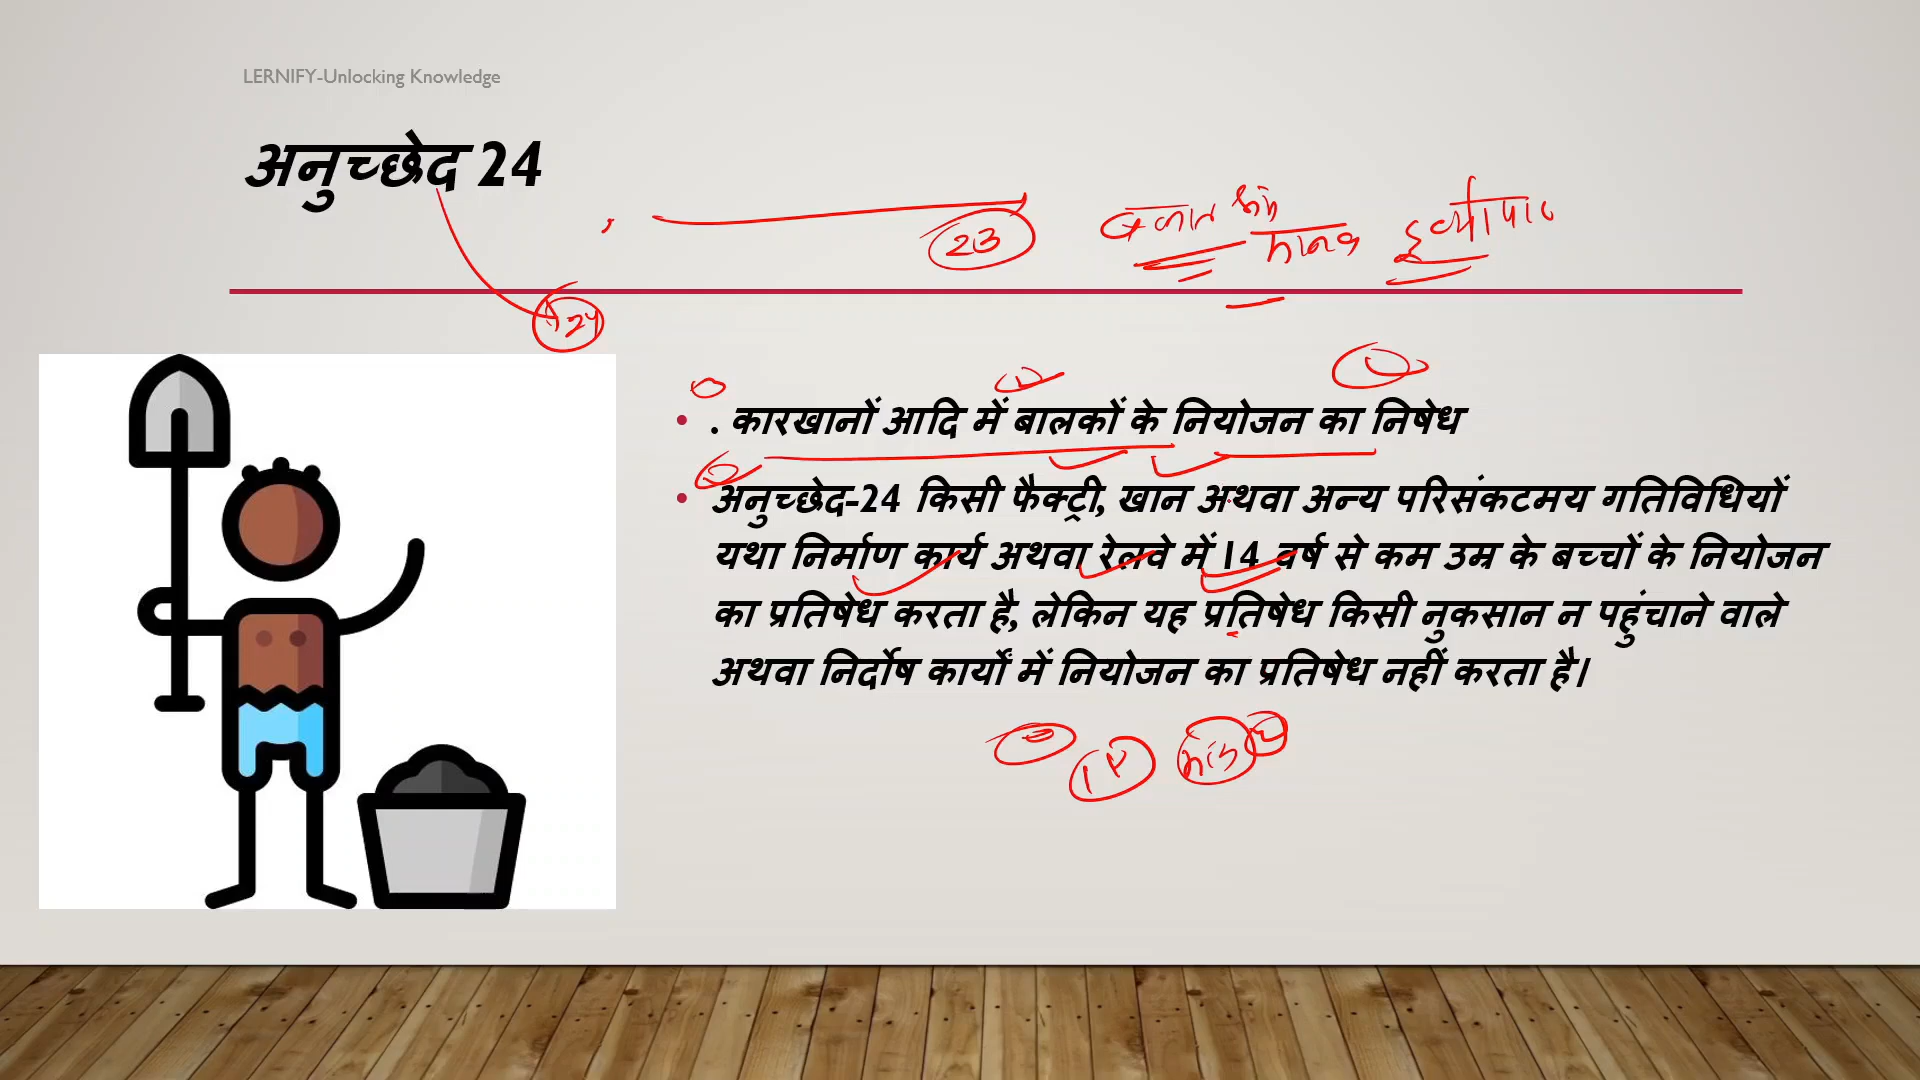 LERNIFY-Unlocking Knowledge
अनुच्छेद 24
23
24
. कारखानों आदि में बालकों के नियोजन का निषेध
अनुच्छेद-24 किसी फैक्ट्री, खान अथवा अन्य परिसंकटमय गतिविधियों
यथा निर्माण कार्य अथवा रेलवे में 14 वर्ष से कम उम्र के बच्चों के नियोजन
का प्रतिषेध करता है, लेकिन यह प्रतिषेध किसी नुकसान न पहुंचाने वाले
अथवा निर्दोष कार्यों में नियोजन का प्रतिषेध नहीं करता है।